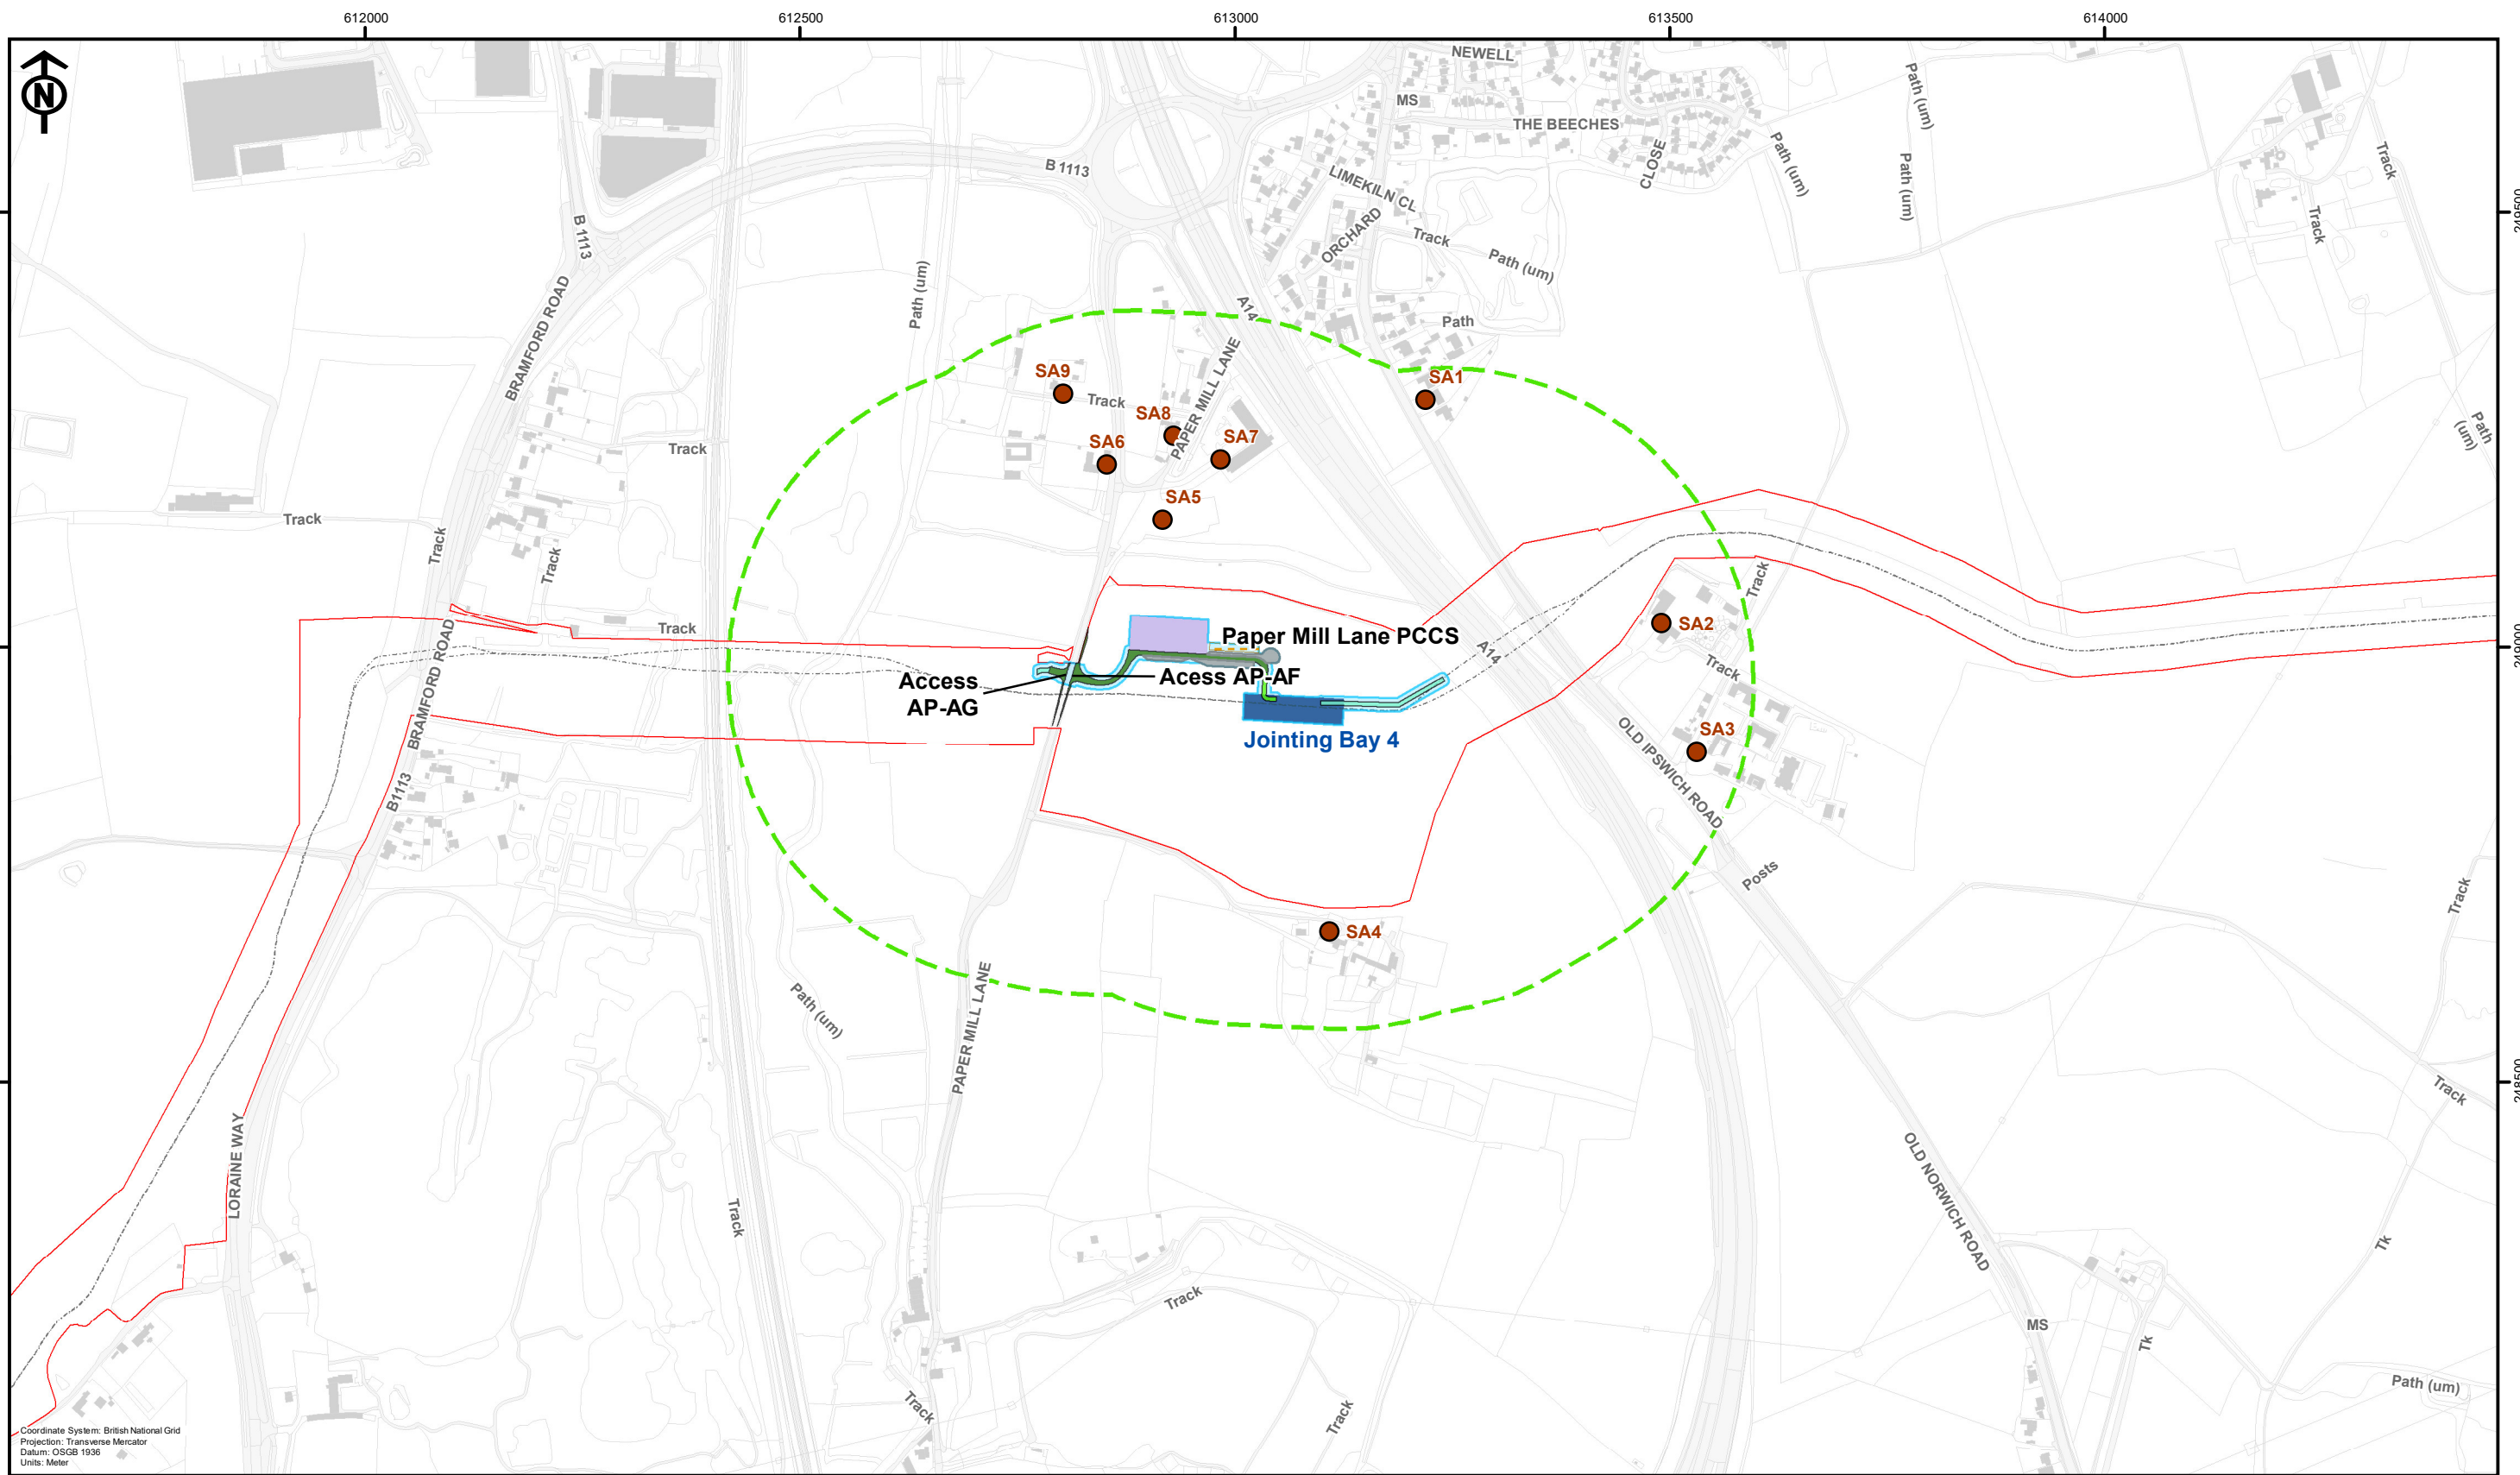 612000
612500
613000
613500
614000
N
NEWELL
MS
THE BEECHES
CLOSE
Path (um)
Path (um)
Path (um)
Track
Track
B 1113
B 1113
LIMEKILN CL
ORCHARD
Track
Path (um)
249500
BRAMFORD ROAD
Path (um)
A14
Path
PAPER MILL LANE
SA9
Track
SA8
SA6
SA7
SA1
Path
(um)
Track
Track
SA5
Track
Track
Track
Track
SA2
Track
249000
BRAMFORD ROAD
Paper Mill Lane PCCS
Access
AP-AG
Acess AP-AF
A14
Jointing Bay 4
OLD IPSWICH ROAD
SA3
B1113
Posts
Track
SA4
PAPER MILL LANE
Path (um)
248500
Track
LORAINE WAY
Track
OLD NORWICH ROAD
Tk
Track
MS
Tk
Path (um)
Track
Track
Coordinate System: British National Grid
Projection: Transverse Mercator
Datum: OSGB 1936
Units: Meter